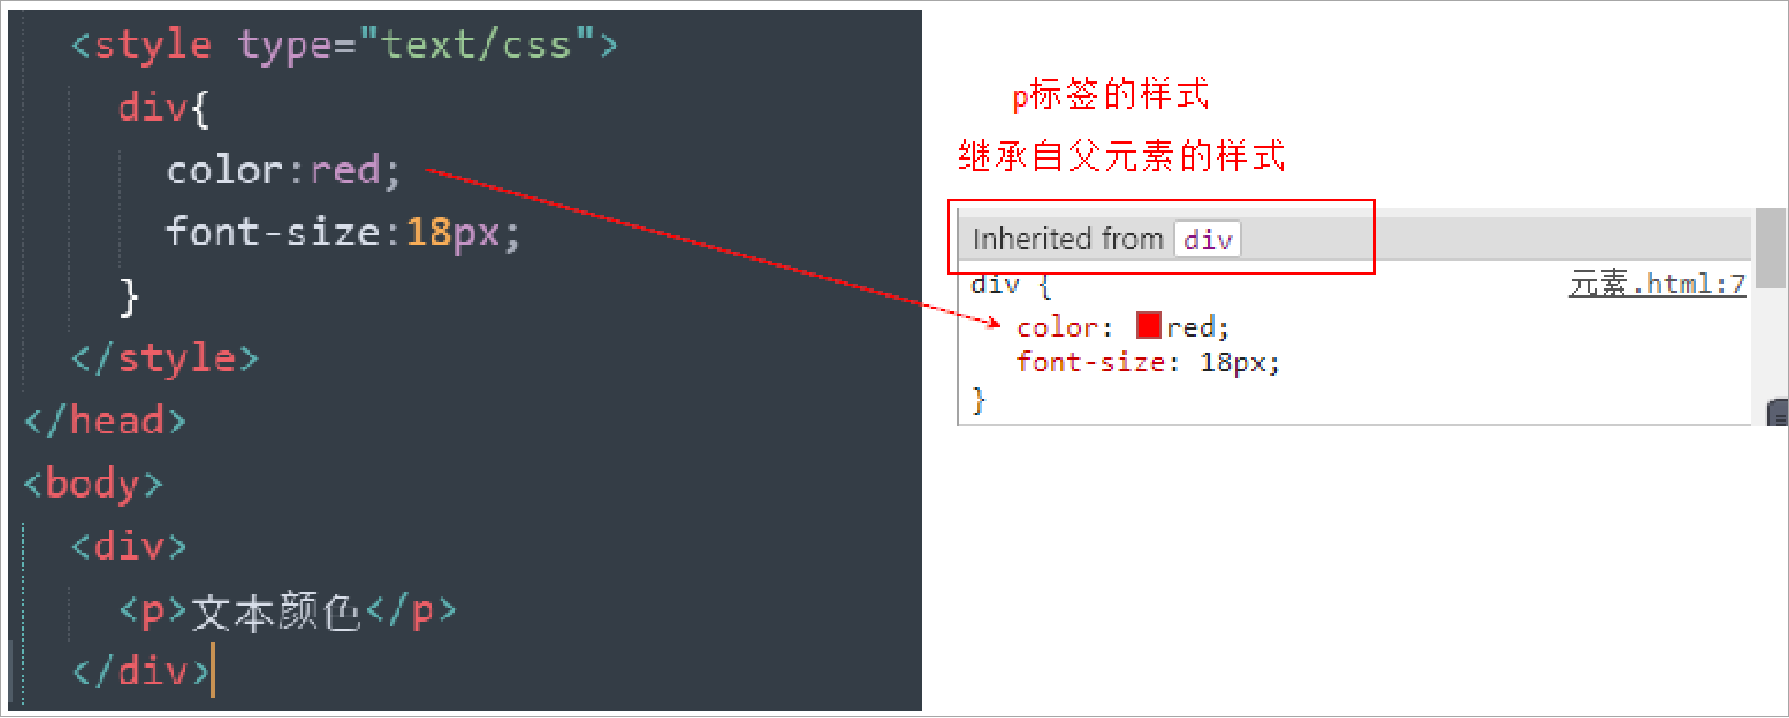 <style type="text/css">
div{
color:red;
font-size:18px;
}
</style>
</head>
<body>
<div>
<p>文本颜色</p>
</div>
p标签的样式
继承自父元素的样式
Inherited from div
div { 元素.html:7
color: red;
font-size: 18px;
}